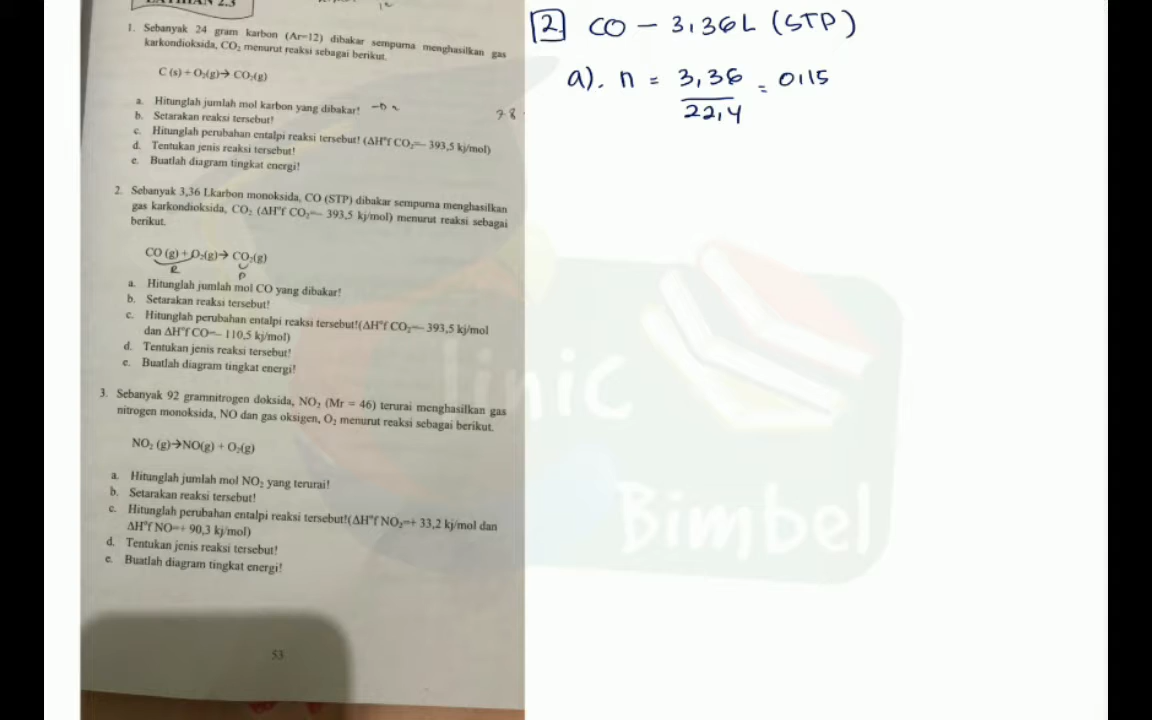 LATIHAN 2.3
1. Sebanyak 24 gram karbon (Ar=12) dibakar sempurna menghasilkan gas
karkondioksida, CO₂ menurut reaksi sebagai berikut.
C (s) + O₂(g)→ CO₂(g)
a. Hitunglah jumlah mol karbon yang dibakar!
b. Setarakan reaksi tersebut!
78
c. Hitunglah perubahan entalpi reaksi tersebut! (ΔH°f CO₂=– 393,5 kj/mol)
d. Tentukan jenis reaksi tersebut!
e. Buatlah diagram tingkat energi!
2. Sebanyak 3,36 Lkarbon monoksida, CO (STP) dibakar sempurna menghasilkan
gas karkondioksida, CO₂ (ΔH°f CO₂=– 393,5 kj/mol) menurut reaksi sebagai
berikut.
CO (g) + O₂(g)→ CO₂(g)
R P
a. Hitunglah jumlah mol CO yang dibakar!
b. Setarakan reaksi tersebut!
c. Hitunglah perubahan entalpi reaksi tersebut!(ΔH°f CO₂=– 393,5 kj/mol
dan ΔH°f CO=– 110,5 kj/mol)
d. Tentukan jenis reaksi tersebut!
e. Buatlah diagram tingkat energi!
3. Sebanyak 92 gramnitrogen doksida, NO₂ (Mr = 46) terurai menghasilkan gas
nitrogen monoksida, NO dan gas oksigen, O₂ menurut reaksi sebagai berikut.
NO₂ (g)→NO(g) + O₂(g)
a. Hitunglah jumlah mol NO₂ yang terurai!
b. Setarakan reaksi tersebut!
c. Hitunglah perubahan entalpi reaksi tersebut!(ΔH°f NO₂=+ 33,2 kj/mol dan
ΔH°f NO=+ 90,3 kj/mol)
d. Tentukan jenis reaksi tersebut!
e. Buatlah diagram tingkat energi!
53
2. CO – 3,36 L (STP)
a). n = 3,36 = 0,15
22,4
linic
Bimbel